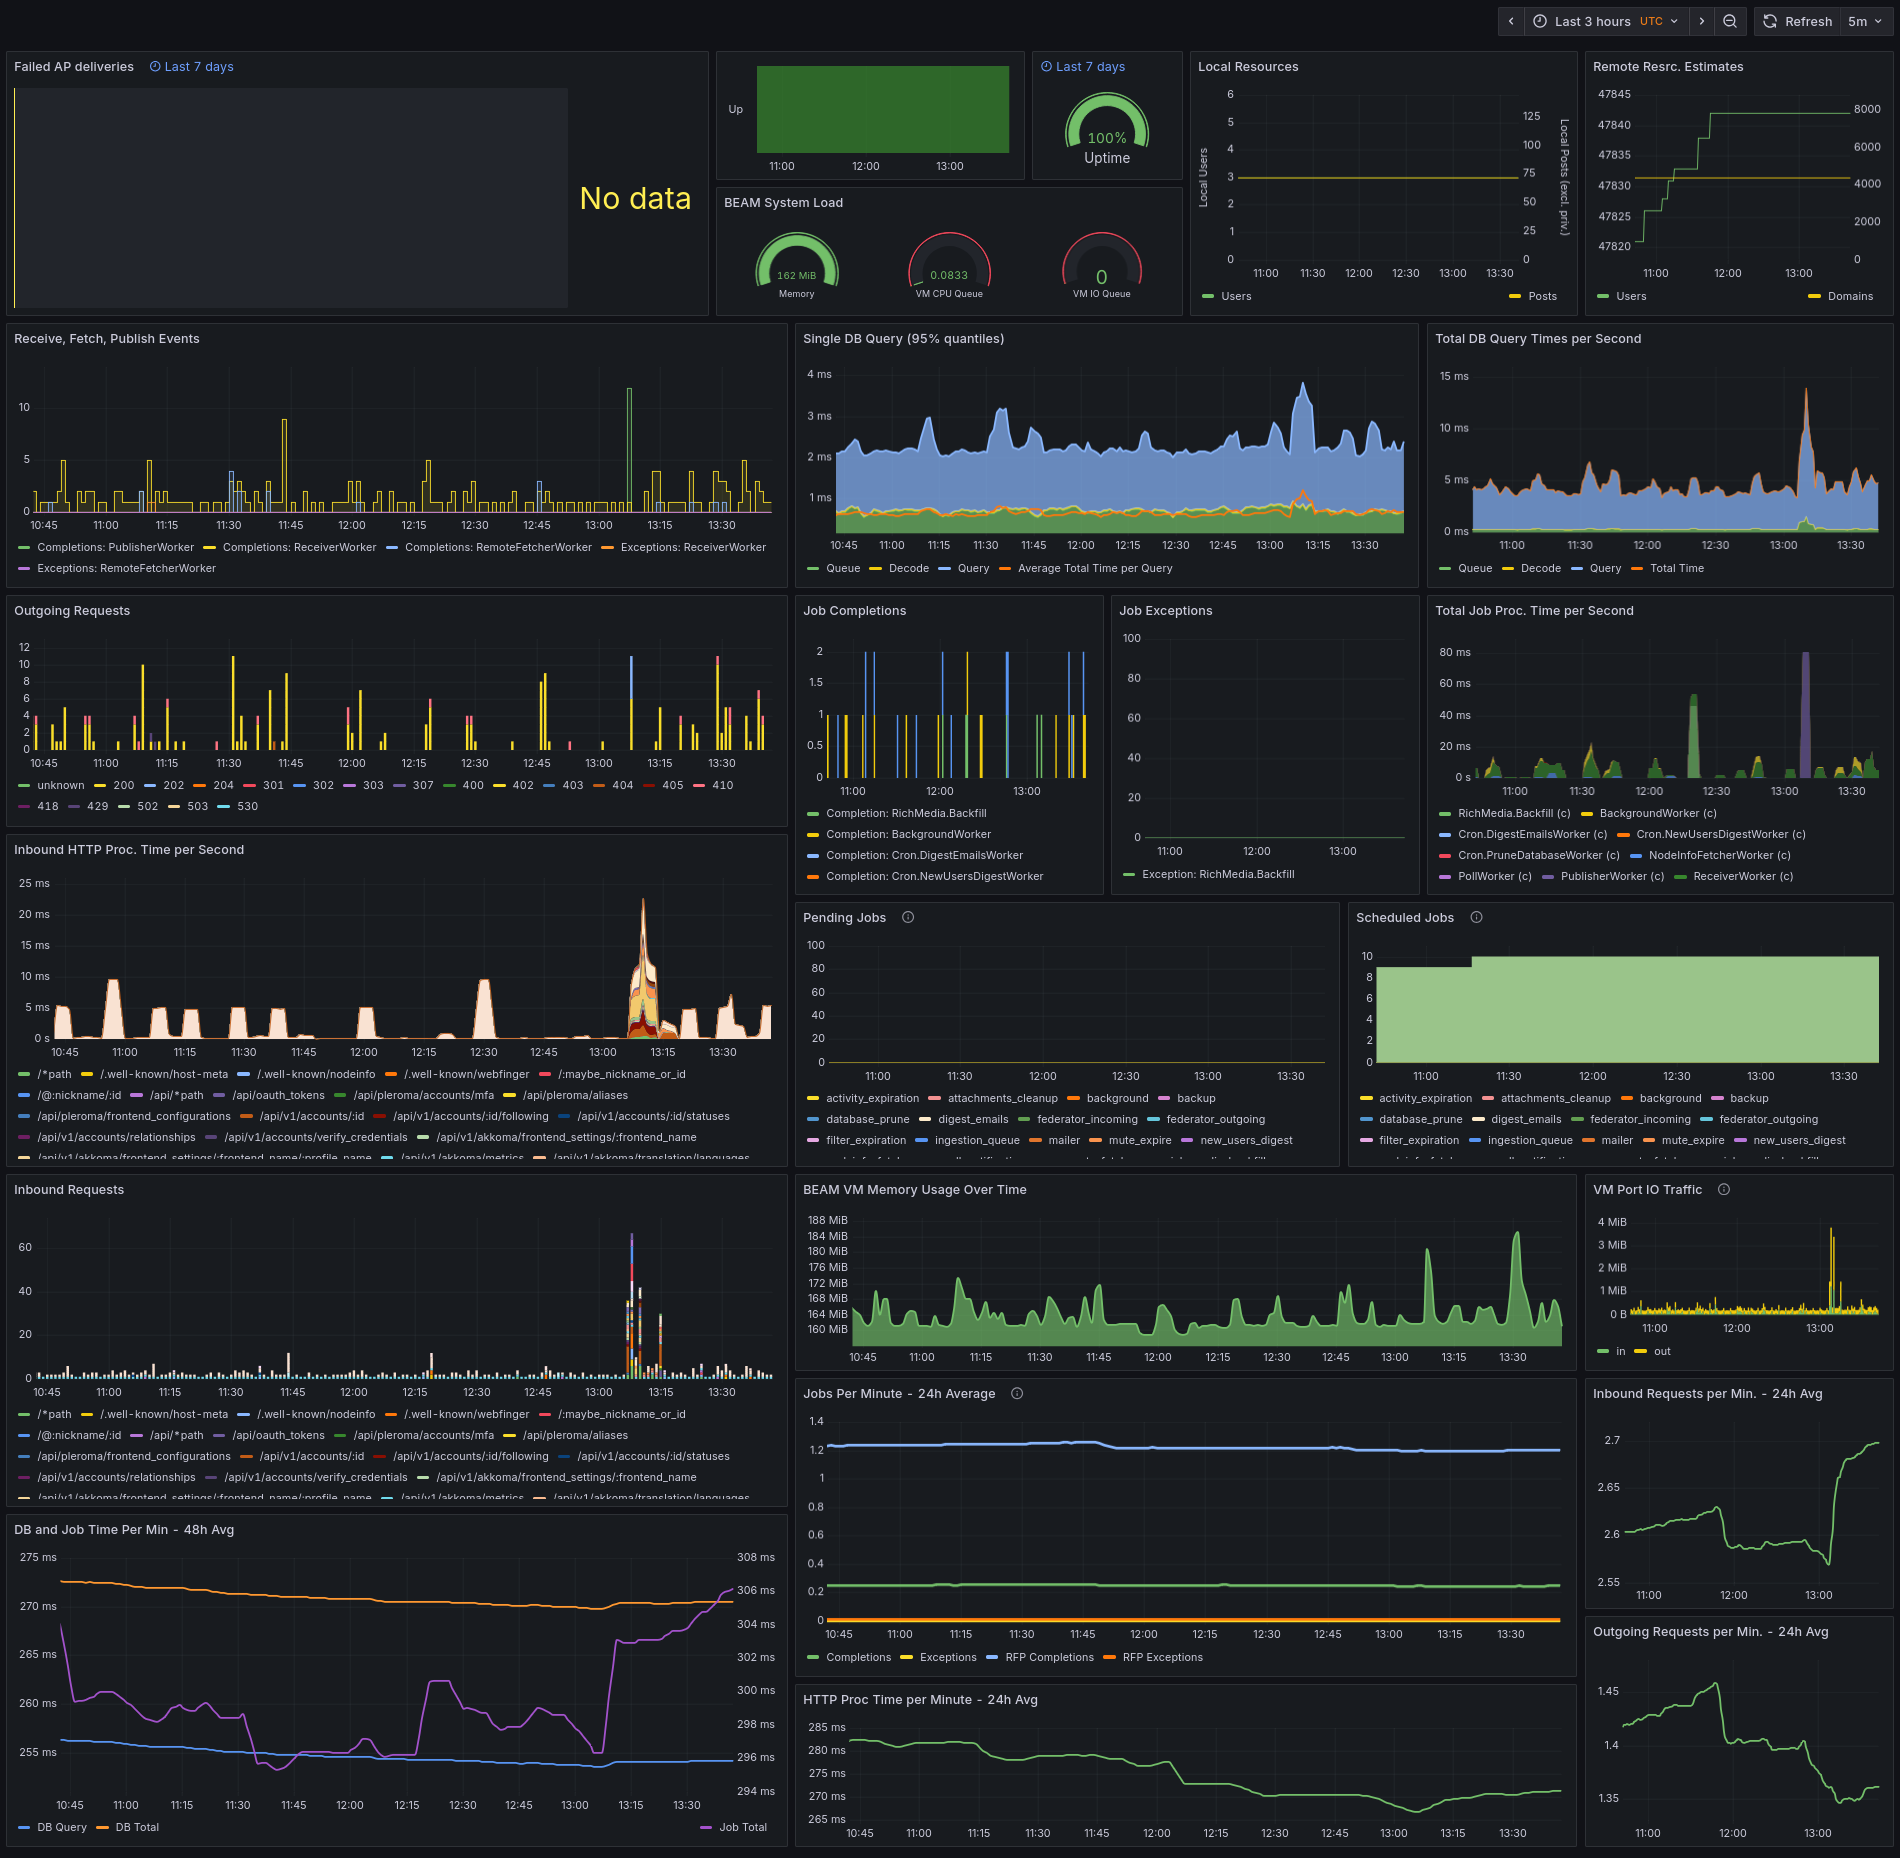 Last 3 hours UTC
Refresh 5m
Failed AP deliveries Last 7 days
No data
Up
11:00 12:00 13:00
Last 7 days
100%
Uptime
BEAM System Load
162 MiB 0.0833 0
Memory VM CPU Queue VM IO Queue
Local Resources
6
5
4
3
2
1
0
Local Users
125
100
75
50
25
0
Local Posts (excl. priv.)
11:00 11:30 12:00 12:30 13:00 13:30
Users Posts
Remote Resrc. Estimates
47845
47840
47835
47830
47825
47820
8000
6000
4000
2000
0
11:00 12:00 13:00
Users Domains
Receive, Fetch, Publish Events
10
5
0
10:45 11:00 11:15 11:30 11:45 12:00 12:15 12:30 12:45 13:00 13:15 13:30
Completions: PublisherWorker Completions: ReceiverWorker Completions: RemoteFetcherWorker Exceptions: ReceiverWorker
Exceptions: RemoteFetcherWorker
Single DB Query (95% quantiles)
4 ms
3 ms
2 ms
1 ms
10:45 11:00 11:15 11:30 11:45 12:00 12:15 12:30 12:45 13:00 13:15 13:30
Queue Decode Query Average Total Time per Query
Total DB Query Times per Second
15 ms
10 ms
5 ms
0 ms
11:00 11:30 12:00 12:30 13:00 13:30
Queue Decode Query Total Time
Outgoing Requests
12
10
8
6
4
2
0
10:45 11:00 11:15 11:30 11:45 12:00 12:15 12:30 12:45 13:00 13:15 13:30
unknown 200 202 204 301 302 303 307 400 402 403 404 405 410
418 429 502 503 530
Job Completions
2
1.5
1
0.5
0
11:00 12:00 13:00
Completion: RichMedia.Backfill
Completion: BackgroundWorker
Completion: Cron.DigestEmailsWorker
Completion: Cron.NewUsersDigestWorker
Job Exceptions
100
80
60
40
20
0
11:00 12:00 13:00
Exception: RichMedia.Backfill
Total Job Proc. Time per Second
80 ms
60 ms
40 ms
20 ms
0 s
11:00 11:30 12:00 12:30 13:00 13:30
RichMedia.Backfill (c) BackgroundWorker (c)
Cron.DigestEmailsWorker (c) Cron.NewUsersDigestWorker (c)
Cron.PruneDatabaseWorker (c) NodeInfoFetcherWorker (c)
PollWorker (c) PublisherWorker (c) ReceiverWorker (c)
Inbound HTTP Proc. Time per Second
25 ms
20 ms
15 ms
10 ms
5 ms
0 s
10:45 11:00 11:15 11:30 11:45 12:00 12:15 12:30 12:45 13:00 13:15 13:30
/*path /.well-known/host-meta /.well-known/nodeinfo /.well-known/webfinger /:maybe_nickname_or_id
/@:nickname/:id /api/*path /api/oauth_tokens /api/pleroma/accounts/mfa /api/pleroma/aliases
/api/pleroma/frontend_configurations /api/v1/accounts/:id /api/v1/accounts/:id/following /api/v1/accounts/:id/statuses
/api/v1/accounts/relationships /api/v1/accounts/verify_credentials /api/v1/akkoma/frontend_settings/:frontend_name
/api/v1/akkoma/frontend_settings/:frontend_name/:profile_name /api/v1/akkoma/metrics /api/v1/akkoma/translation/languages
Pending Jobs
100
80
60
40
20
0
11:00 11:30 12:00 12:30 13:00 13:30
activity_expiration attachments_cleanup background backup
database_prune digest_emails federator_incoming federator_outgoing
filter_expiration ingestion_queue mailer mute_expire new_users_digest
Scheduled Jobs
10
8
6
4
2
0
11:00 11:30 12:00 12:30 13:00 13:30
activity_expiration attachments_cleanup background backup
database_prune digest_emails federator_incoming federator_outgoing
filter_expiration ingestion_queue mailer mute_expire new_users_digest
Inbound Requests
60
40
20
0
10:45 11:00 11:15 11:30 11:45 12:00 12:15 12:30 12:45 13:00 13:15 13:30
/*path /.well-known/host-meta /.well-known/nodeinfo /.well-known/webfinger /:maybe_nickname_or_id
/@:nickname/:id /api/*path /api/oauth_tokens /api/pleroma/accounts/mfa /api/pleroma/aliases
/api/pleroma/frontend_configurations /api/v1/accounts/:id /api/v1/accounts/:id/following /api/v1/accounts/:id/statuses
/api/v1/accounts/relationships /api/v1/accounts/verify_credentials /api/v1/akkoma/frontend_settings/:frontend_name
/api/v1/akkoma/frontend_settings/:frontend_name/:profile_name /api/v1/akkoma/metrics /api/v1/akkoma/translation/languages
BEAM VM Memory Usage Over Time
188 MiB
184 MiB
180 MiB
176 MiB
172 MiB
168 MiB
164 MiB
160 MiB
10:45 11:00 11:15 11:30 11:45 12:00 12:15 12:30 12:45 13:00 13:15 13:30
VM Port IO Traffic
4 MiB
3 MiB
2 MiB
1 MiB
0 B
11:00 12:00 13:00
in out
Jobs Per Minute - 24h Average
1.4
1.2
1
0.8
0.6
0.4
0.2
0
10:45 11:00 11:15 11:30 11:45 12:00 12:15 12:30 12:45 13:00 13:15 13:30
Completions Exceptions RFP Completions RFP Exceptions
Inbound Requests per Min. - 24h Avg
2.7
2.65
2.6
2.55
11:00 12:00 13:00
DB and Job Time Per Min - 48h Avg
275 ms
270 ms
265 ms
260 ms
255 ms
308 ms
306 ms
304 ms
302 ms
300 ms
298 ms
296 ms
294 ms
10:45 11:00 11:15 11:30 11:45 12:00 12:15 12:30 12:45 13:00 13:15 13:30
DB Query DB Total Job Total
HTTP Proc Time per Minute - 24h Avg
285 ms
280 ms
275 ms
270 ms
265 ms
10:45 11:00 11:15 11:30 11:45 12:00 12:15 12:30 12:45 13:00 13:15 13:30
Outgoing Requests per Min. - 24h Avg
1.45
1.4
1.35
11:00 12:00 13:00